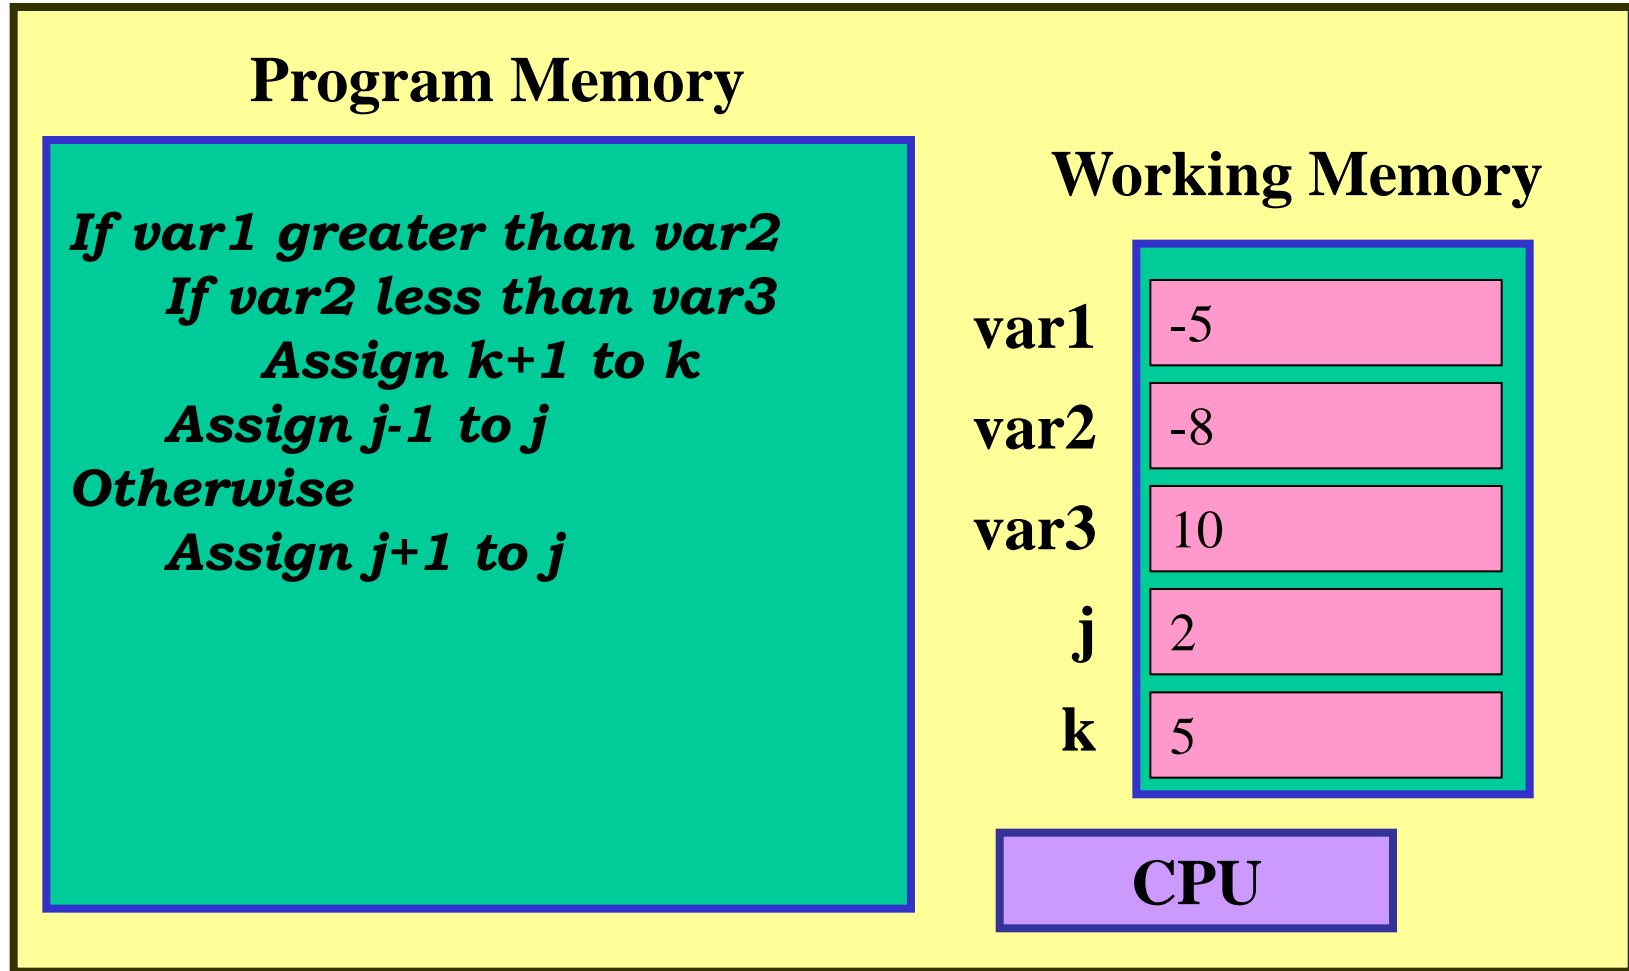 Program Memory
If var1 greater than var2
If var2 less than var3
Assign k+1 to k
Assign j-1 to j
Otherwise
Assign j+1 to j
Working Memory
var1 -5
var2 -8
var3 10
j 2
k 5
CPU